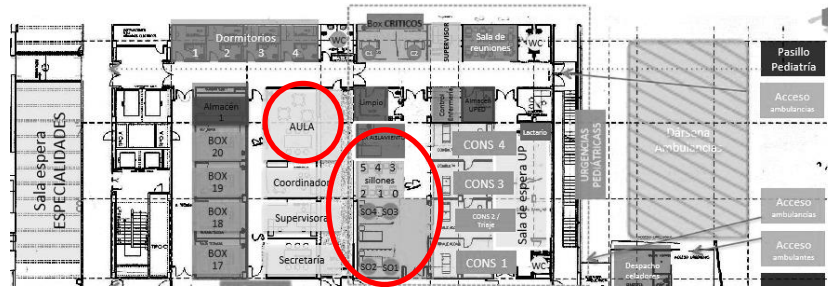 Dormitorios
1 2 3 4
WC
Box CRITICOS
C1 C2
SUPERVISOR
Sala de
reuniones
WC
Pasillo
Pediatría
Acceso
ambulancias
Sala espera
ESPECIALIDADES
Almacén
1
AULA
Limpio
Control
Enfermería
Almacén
UPED
Lactario
BOX
20
BOX
19
BOX
18
BOX
17
Coordinador
Supervisora
Secretaría
5 4 3
sillones
2 1 0
SO4 SO3
SO2 SO1
CONS 4
CONS 3
CONS 2 /
Triaje
CONS 1
Sala de espera UP
WC
URGENCIAS
PEDIÁTRICASS
Dársena
Ambulancias
Acceso
ambulancias
Acceso
ambulantes
Despacho
celadores